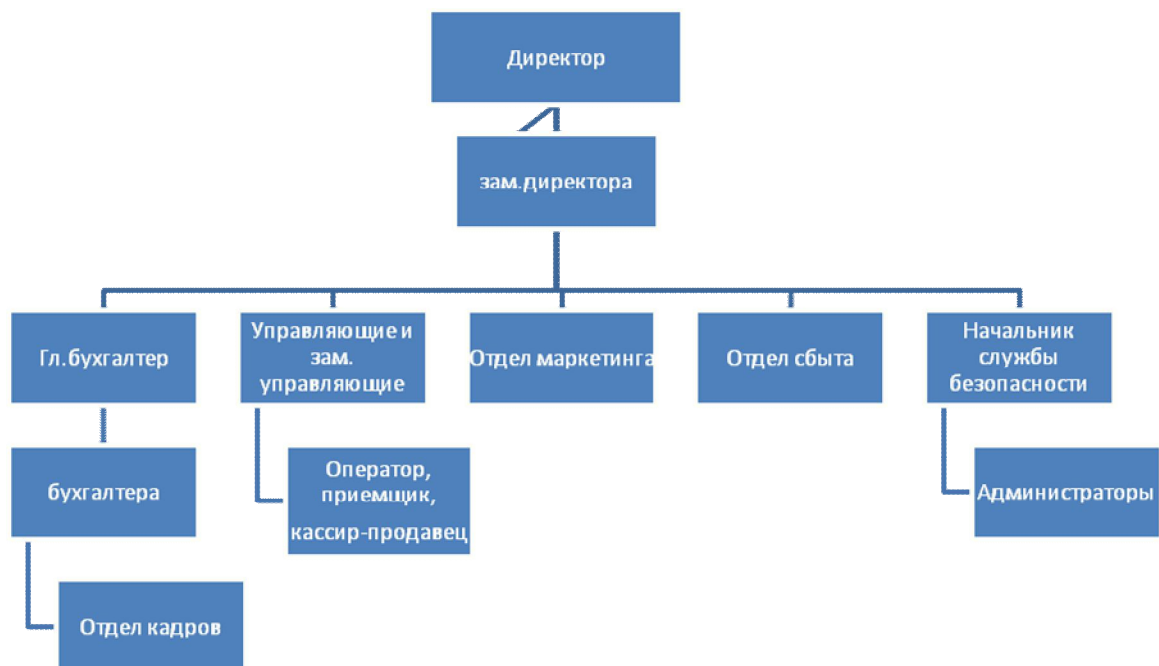 Директор
зам.директора
Гл.бухгалтер
Управляющие и
зам.
управляющие
Отдел маркетинга
Отдел сбыта
Начальник
службы
безопасности
бухгалтера
Оператор,
приемщик,
кассир-продавец
Администраторы
Отдел кадров